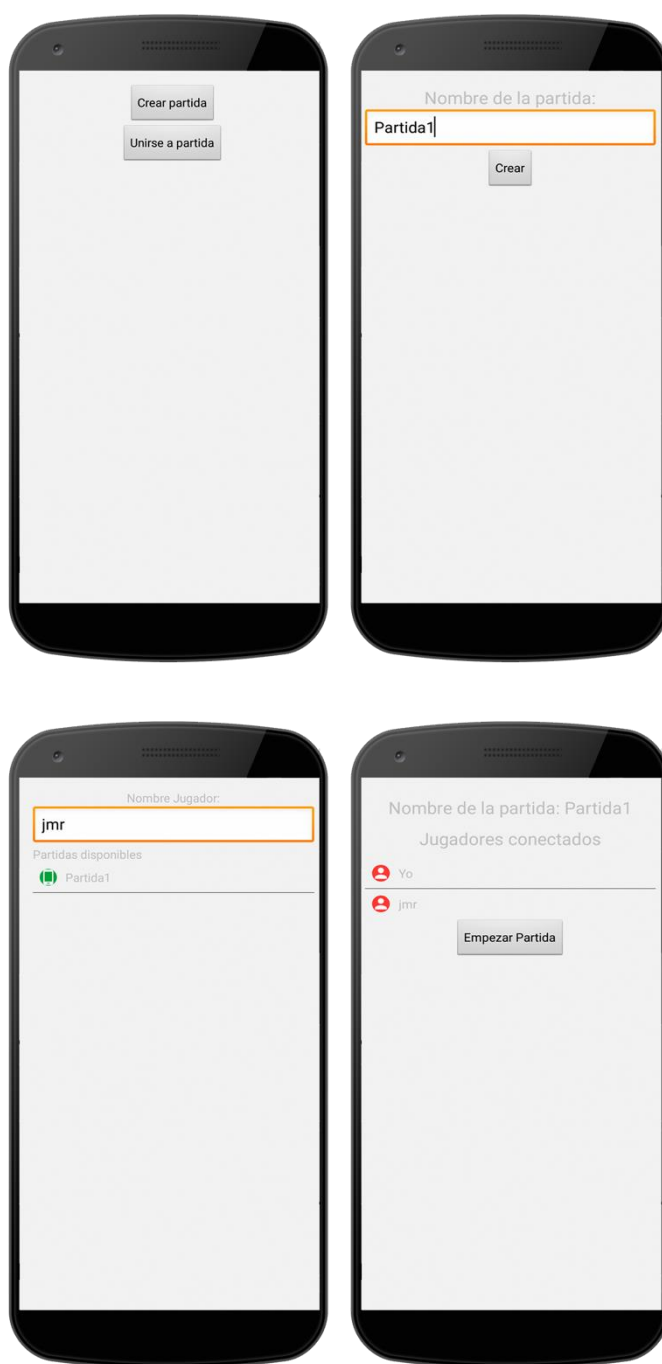 Crear partida
Unirse a partida
Nombre de la partida:
Partida1
Crear
Nombre Jugador:
jmr
Partidas disponibles
Partida1
Nombre de la partida: Partida1
Jugadores conectados
Yo
jmr
Empezar Partida